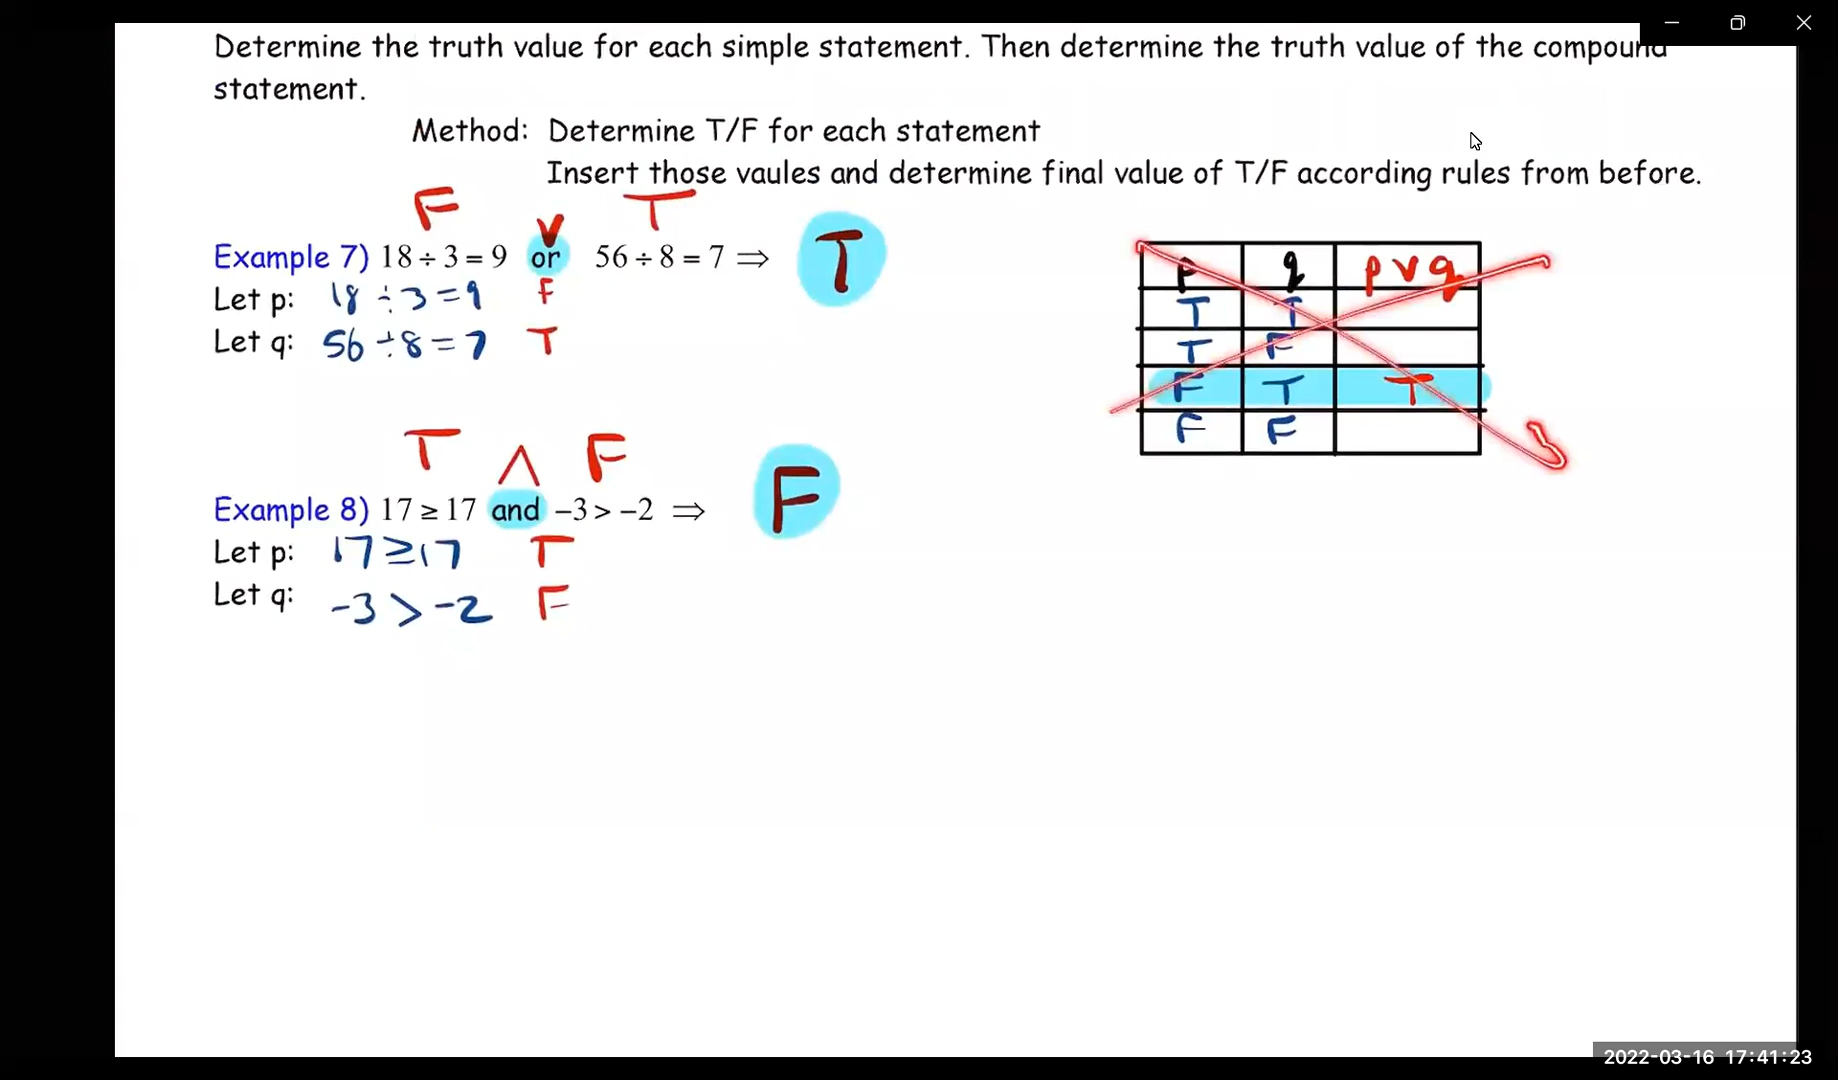 Determine the truth value for each simple statement. Then determine the truth value of the compound
statement.
Method: Determine T/F for each statement
Insert those vaules and determine final value of T/F according rules from before.
F v T
Example 7) 18 ÷ 3 = 9 or 56 ÷ 8 = 7 ⇒ T
Let p: 18 ÷ 3 = 9 F
Let q: 56 ÷ 8 = 7 T
p q p v q
T T
T F
F T T
F F
T ∧ F
Example 8) 17 ≥ 17 and −3 > −2 ⇒ F
Let p: 17 ≥ 17 T
Let q: -3 > -2 F
2022-03-16 17:41:23